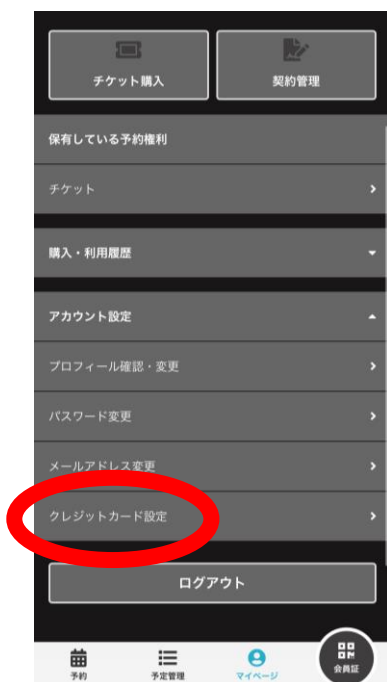 チケット購入
契約管理
保有している予約権利
チケット
購入・利用履歴
アカウント設定
プロフィール確認・変更
パスワード変更
メールアドレス変更
クレジットカード設定
ログアウト
予約
予定管理
マイページ
会員証